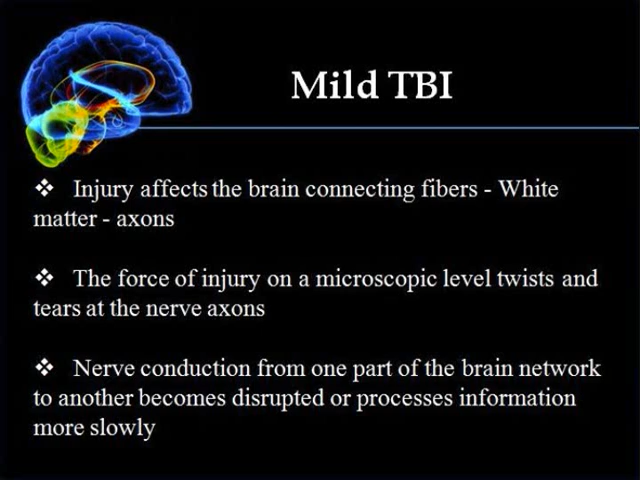 Mild TBI
❖ Injury affects the brain connecting fibers - White
matter - axons
❖ The force of injury on a microscopic level twists and
tears at the nerve axons
❖ Nerve conduction from one part of the brain network
to another becomes disrupted or processes information
more slowly